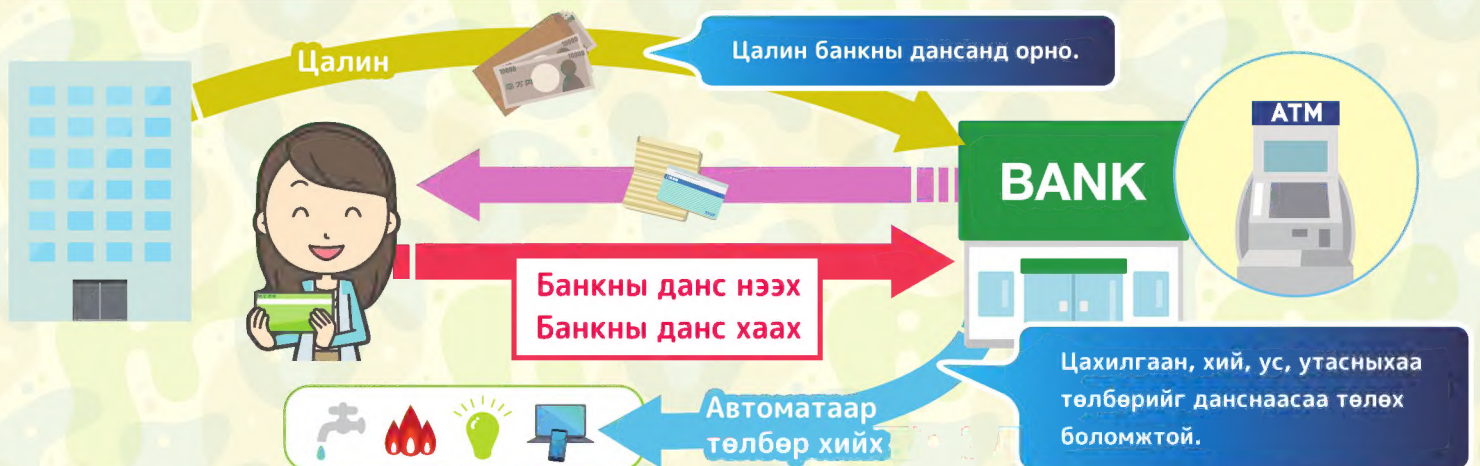 Цалин
Цалин банкны дансанд орно.
ATM
BANK
Банкны данс нээх
Банкны данс хаах
Автоматаар
төлбөр хийх
Цахилгаан, хий, ус, утасныхаа
төлбөрийг данснаасаа төлөх
боломжтой.